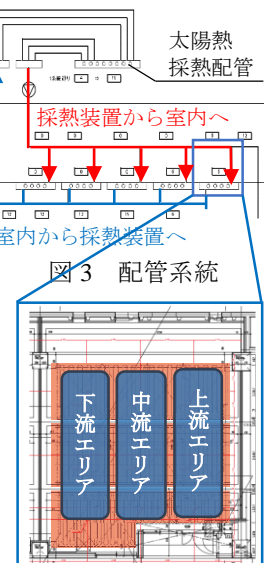 太陽熱
採熱配管
採熱装置から室内へ
室内から採熱装置へ
図3 配管系統
下流エリア
中流エリア
上流エリア